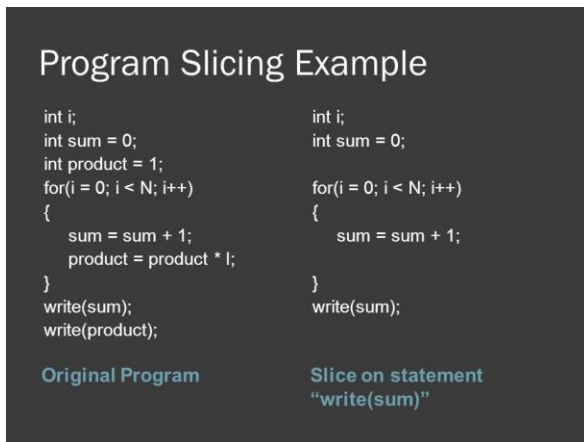 Program Slicing Example
int i;
int sum = 0;
int product = 1;
for(i = 0; i < N; i++)
{
sum = sum + 1;
product = product * I;
}
write(sum);
write(product);
Original Program
int i;
int sum = 0;
for(i = 0; i < N; i++)
{
sum = sum + 1;
}
write(sum);
Slice on statement
“write(sum)”